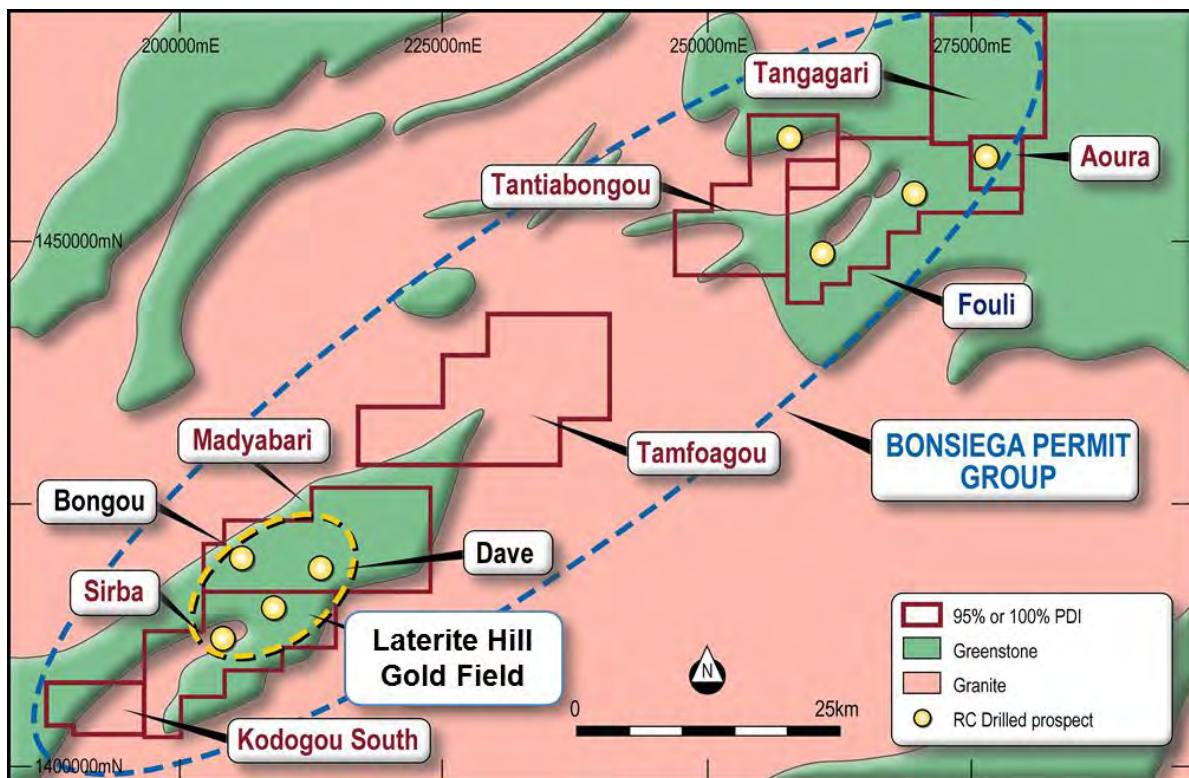 200000mE
225000mE
250000mE
275000mE
Tangagari
Aoura
Tantiabongou
1450000mN
Fouli
Madyabari
Tamfoagou
BONSIEGA PERMIT
GROUP
Bongou
Dave
Sirba
Laterite Hill
Gold Field
Kodogou South
N
0
25km
95% or 100% PDI
Greenstone
Granite
RC Drilled prospect
1400000mN